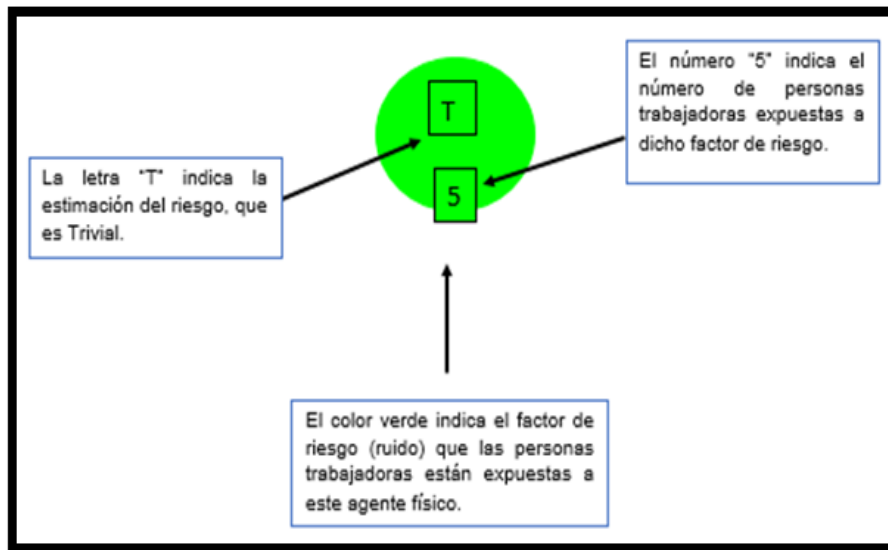 T
5
El número "5" indica el
número de personas
trabajadoras expuestas a
dicho factor de riesgo.
La letra "T" indica la
estimación del riesgo, que
es Trivial.
El color verde indica el factor de
riesgo (ruido) que las personas
trabajadoras están expuestas a
este agente físico.